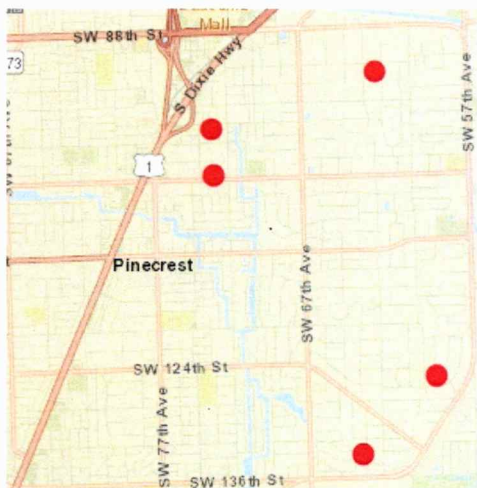 Mall
SW 88th St
S Dixie Hwy
73
SW 57th Ave
1
Pinecrest
SW 67th Ave
SW 124th St
SW 77th Ave
SW 136th St